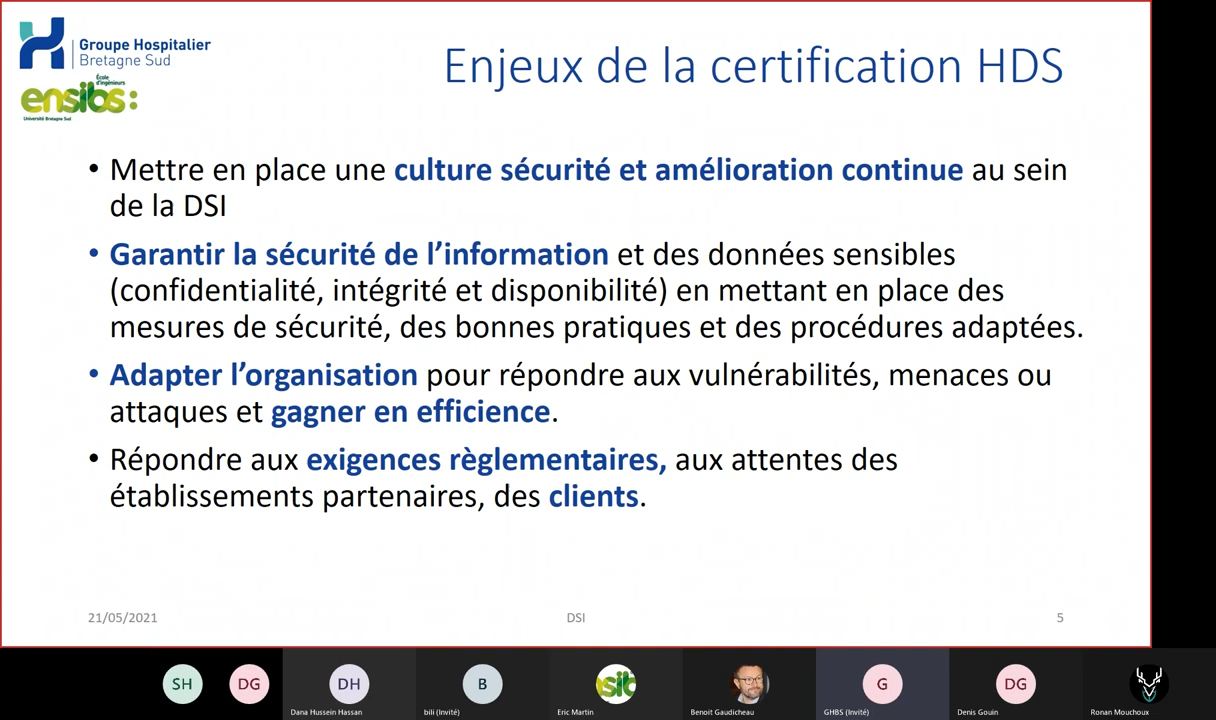 Groupe Hospitalier
Bretagne Sud
École
d'ingénieurs
ensibs:
Université Bretagne Sud
Enjeux de la certification HDS
• Mettre en place une culture sécurité et amélioration continue au sein
de la DSI
• Garantir la sécurité de l’information et des données sensibles
(confidentialité, intégrité et disponibilité) en mettant en place des
mesures de sécurité, des bonnes pratiques et des procédures adaptées.
• Adapter l’organisation pour répondre aux vulnérabilités, menaces ou
attaques et gagner en efficience.
• Répondre aux exigences règlementaires, aux attentes des
établissements partenaires, des clients.
21/05/2021 DSI 5
SH DG DH B sib G DG
Dana Hussein Hassan bili (Invité) Eric Martin Benoit Gaudicheau GHBS (Invité) Denis Gouin Ronan Mouchoux